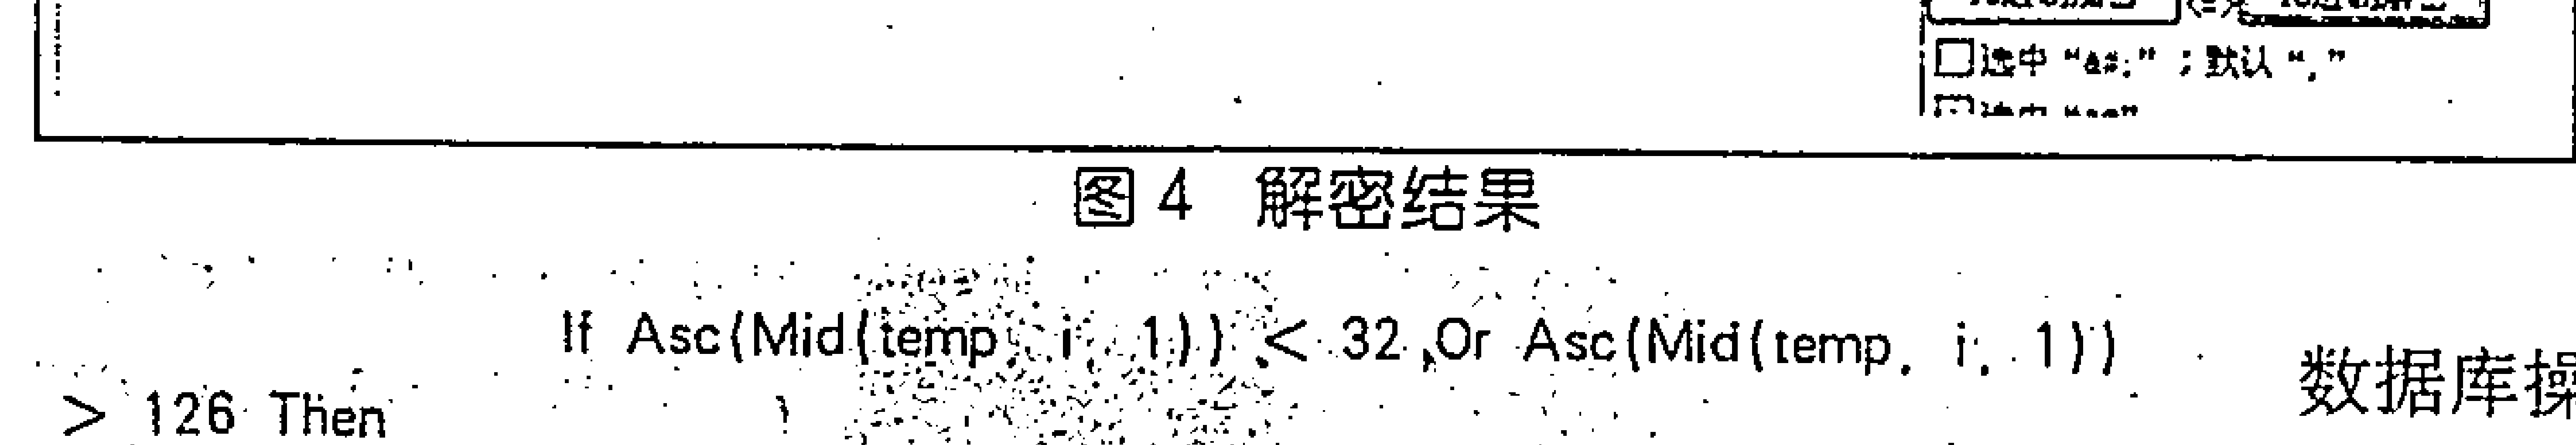 选中 “as:” ；默认 “,”
图 4 解密结果
If Asc(Mid(temp, i, 1)) < 32 Or Asc(Mid(temp, i, 1))
> 126 Then
数据库操